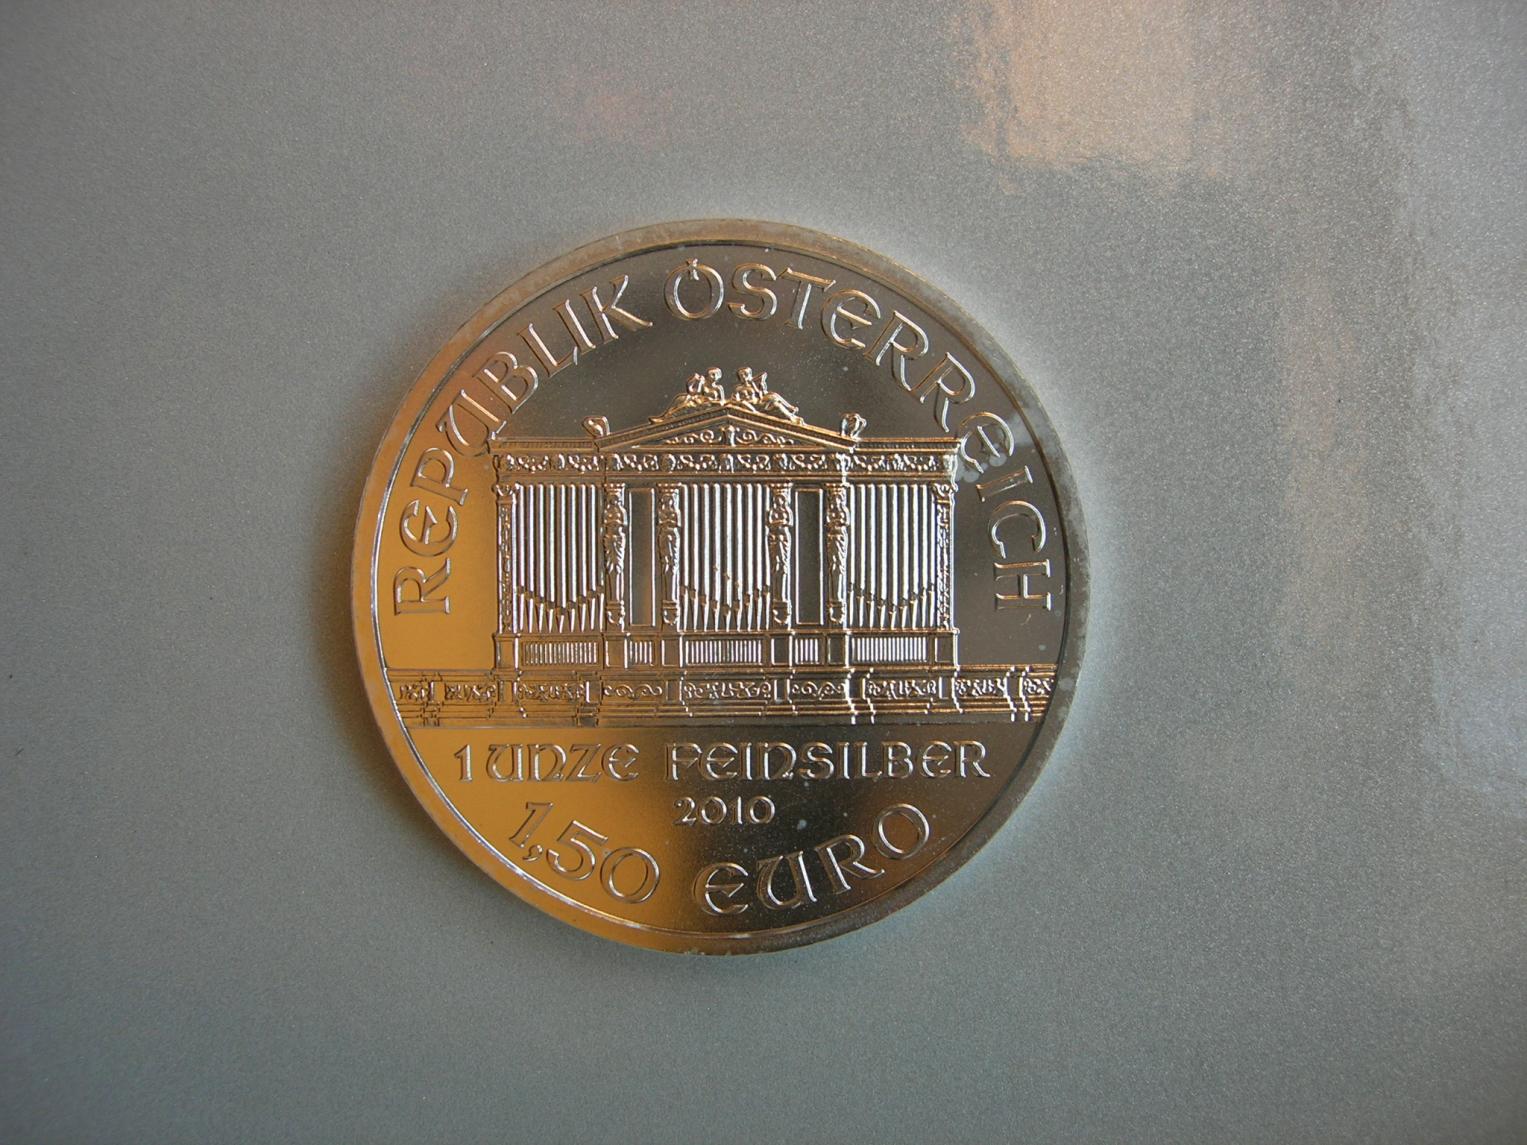 REPUBLIK ÖSTERREICH
1 UNZE FEINSILBER
2010
1,50 EURO